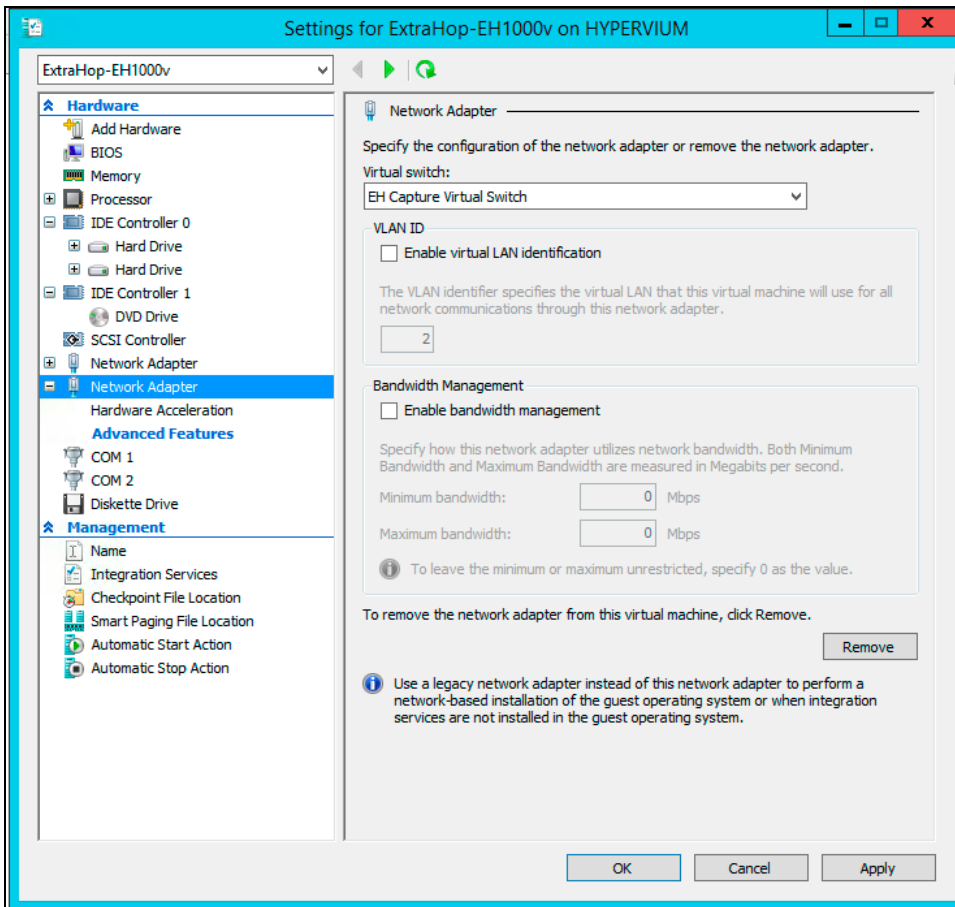 Settings for ExtraHop-EH1000v on HYPERVIUM
ExtraHop-EH1000v
Hardware
Add Hardware
BIOS
Memory
Processor
IDE Controller 0
Hard Drive
Hard Drive
IDE Controller 1
DVD Drive
SCSI Controller
Network Adapter
Network Adapter
Hardware Acceleration
Advanced Features
COM 1
COM 2
Diskette Drive
Management
Name
Integration Services
Checkpoint File Location
Smart Paging File Location
Automatic Start Action
Automatic Stop Action
Network Adapter
Specify the configuration of the network adapter or remove the network adapter.
Virtual switch:
EH Capture Virtual Switch
VLAN ID
Enable virtual LAN identification
The VLAN identifier specifies the virtual LAN that this virtual machine will use for all
network communications through this network adapter.
2
Bandwidth Management
Enable bandwidth management
Specify how this network adapter utilizes network bandwidth. Both Minimum
Bandwidth and Maximum Bandwidth are measured in Megabits per second.
Minimum bandwidth: 0 Mbps
Maximum bandwidth: 0 Mbps
To leave the minimum or maximum unrestricted, specify 0 as the value.
To remove the network adapter from this virtual machine, click Remove.
Remove
Use a legacy network adapter instead of this network adapter to perform a
network-based installation of the guest operating system or when integration
services are not installed in the guest operating system.
OK Cancel Apply